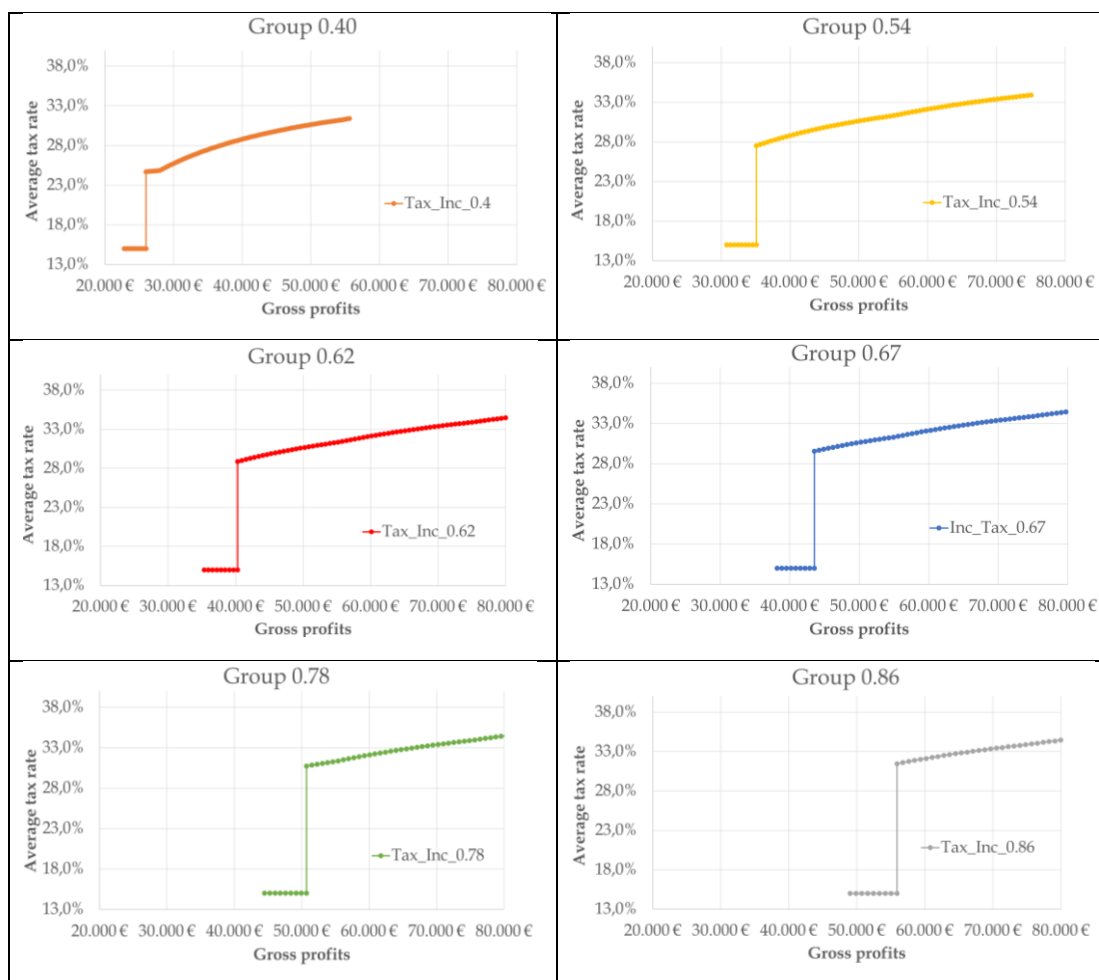 Group 0.40
38,0%
33,0%
28,0%
23,0%
18,0%
13,0%
Average tax rate
Tax_Inc_0.4
20.000 € 30.000 € 40.000 € 50.000 € 60.000 € 70.000 € 80.000 €
Gross profits
Group 0.54
38,0%
33,0%
28,0%
23,0%
18,0%
13,0%
Average tax rate
Tax_Inc_0.54
20.000 € 30.000 € 40.000 € 50.000 € 60.000 € 70.000 € 80.000 €
Gross profits
Group 0.62
38,0%
33,0%
28,0%
23,0%
18,0%
13,0%
Average tax rate
Tax_Inc_0.62
20.000 € 30.000 € 40.000 € 50.000 € 60.000 € 70.000 € 80.000 €
Gross profits
Group 0.67
38,0%
33,0%
28,0%
23,0%
18,0%
13,0%
Average tax rate
Inc_Tax_0.67
20.000 € 30.000 € 40.000 € 50.000 € 60.000 € 70.000 € 80.000 €
Gross profits
Group 0.78
38,0%
33,0%
28,0%
23,0%
18,0%
13,0%
Average tax rate
Tax_Inc_0.78
20.000 € 30.000 € 40.000 € 50.000 € 60.000 € 70.000 € 80.000 €
Gross profits
Group 0.86
38,0%
33,0%
28,0%
23,0%
18,0%
13,0%
Average tax rate
Tax_Inc_0.86
20.000 € 30.000 € 40.000 € 50.000 € 60.000 € 70.000 € 80.000 €
Gross profits